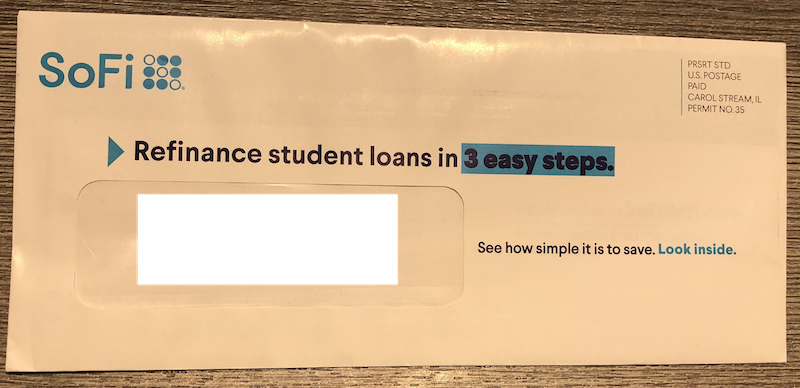 SoFi
PRSRT STD
U.S. POSTAGE
PAID
CAROL STREAM, IL
PERMIT NO. 35
Refinance student loans in 3 easy steps.
See how simple it is to save. Look inside.